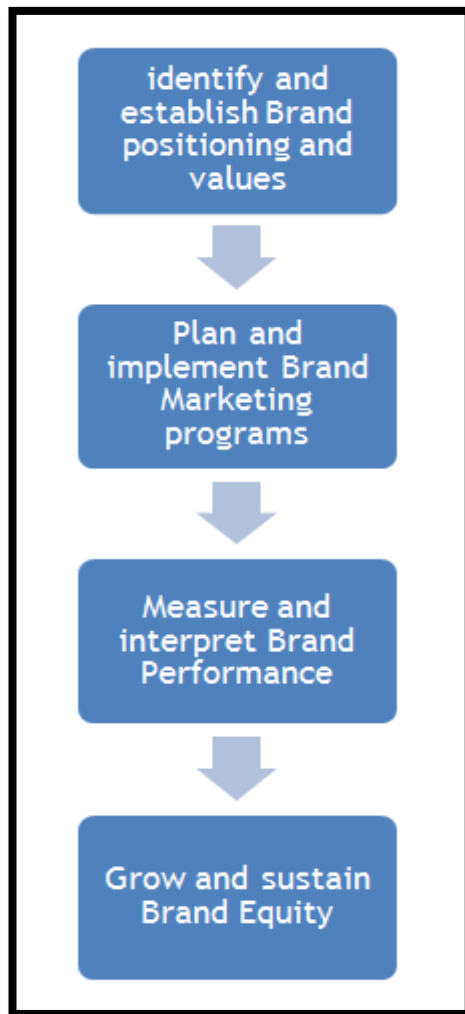 identify and
establish Brand
positioning and
values
Plan and
implement Brand
Marketing
programs
Measure and
interpret Brand
Performance
Grow and sustain
Brand Equity